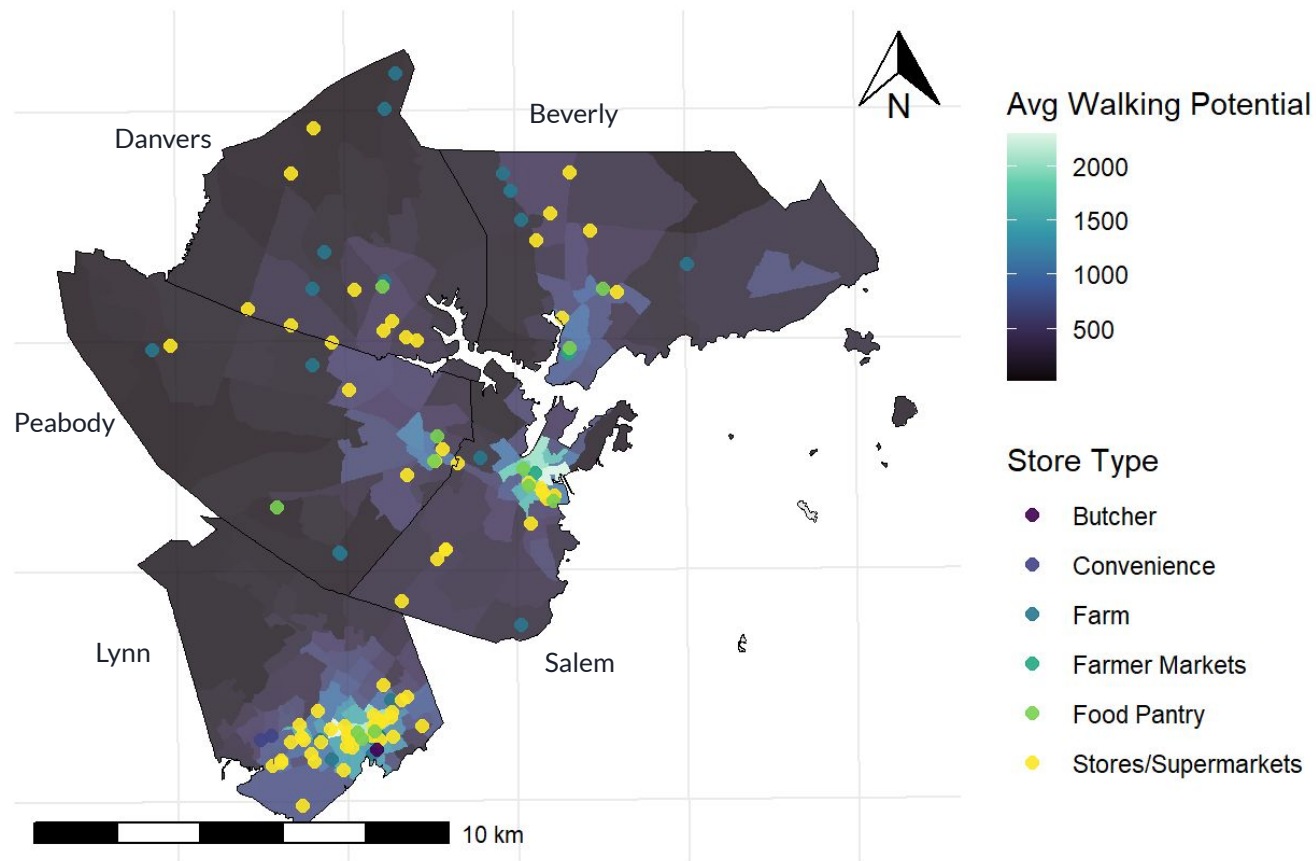 Danvers
Beverly
N
Peabody
Lynn
Salem
10 km
Avg Walking Potential
2000
1500
1000
500
Store Type
Butcher
Convenience
Farm
Farmer Markets
Food Pantry
Stores/Supermarkets